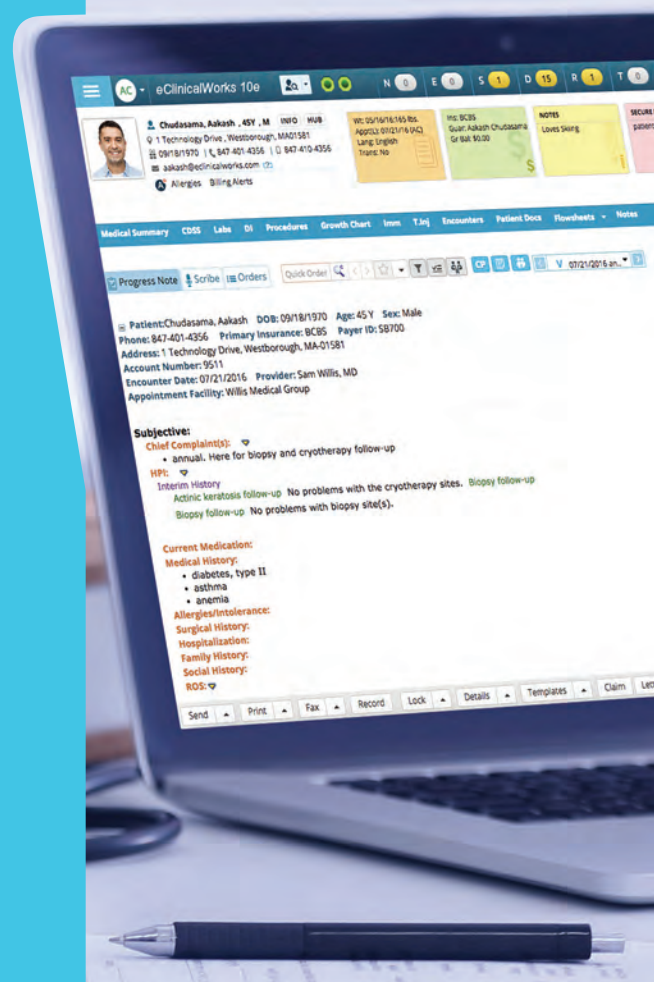 AC eClinicalWorks 10e N 0 E 0 S 1 D 15 R 1 T 0
Chudasama, Aakash , 45Y , M INFO HUB
1 Technology Drive , Westborough, MA01581
09/18/1970 | 847-401-4356 | 847-410-4356
aakash@eclinicalworks.com
Allergies Billing Alerts
Wt: 05/16/16:165 lbs.
Appt(L): 07/21/16 (AC)
Lang: English
Trans: No
Ins: BCBS
Guar: Aakash Chudasama
Gr Bal: $0.00
NOTES
Loves Skiing
SECURE
patient
Medical Summary CDSS Labs DI Procedures Growth Chart Imm T.Inj Encounters Patient Docs Flowsheets Notes
Progress Note Scribe Orders Quick Order CP V 07/21/2016 an..
Patient:Chudasama, Aakash DOB: 09/18/1970 Age: 45 Y Sex: Male
Phone: 847-401-4356 Primary Insurance: BCBS Payer ID: SB700
Address: 1 Technology Drive, Westborough, MA-01581
Account Number: 9511
Encounter Date: 07/21/2016 Provider: Sam Willis, MD
Appointment Facility: Willis Medical Group
Subjective:
Chief Complaint(s):
• annual. Here for biopsy and cryotherapy follow-up
HPI:
Interim History
Actinic keratosis follow-up No problems with the cryotherapy sites. Biopsy follow-up
Biopsy follow-up No problems with biopsy site(s).
Current Medication:
Medical History:
• diabetes, type II
• asthma
• anemia
Allergies/Intolerance:
Surgical History:
Hospitalization:
Family History:
Social History:
ROS:
Send Print Fax Record Lock Details Templates Claim